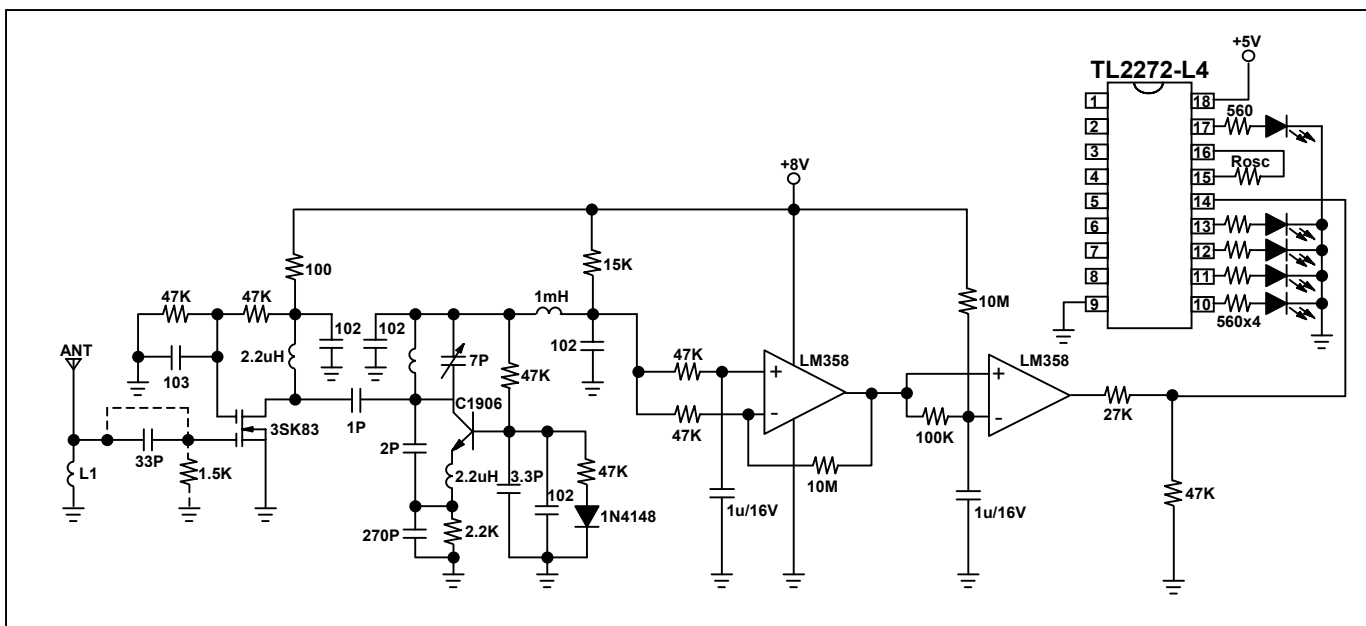 +5V
TL2272-L4
1
18
560
2
17
3
16
Rosc
4
15
5
14
6
13
7
12
8
11
9
10
560x4
+8V
100
15K
10M
47K
47K
1mH
ANT
103
2.2uH
102
102
7P
102
47K
47K
LM358
LM358
+
-
+
-
C1906
3SK83
1P
27K
33P
1.5K
L1
2P
2.2uH
3.3P
102
47K
47K
100K
10M
47K
270P
2.2K
1N4148
1u/16V
1u/16V